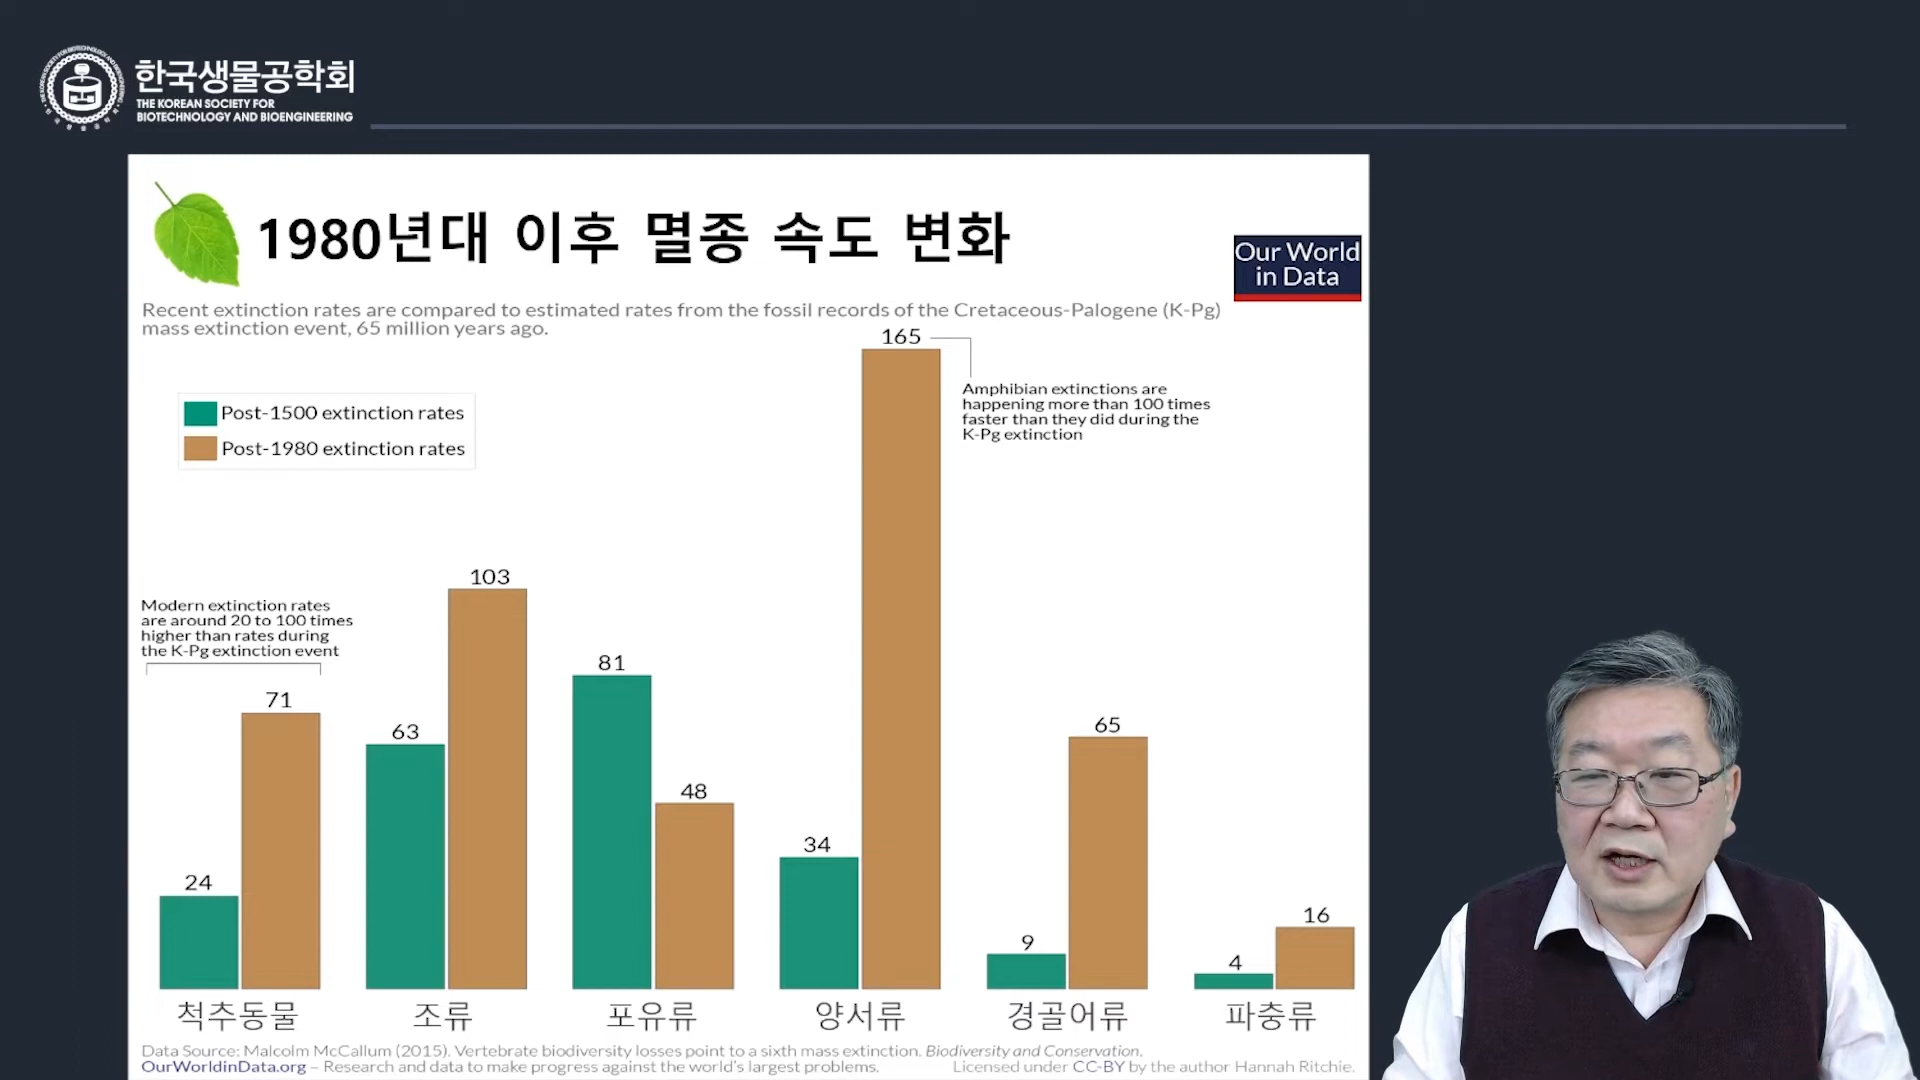 한국생물공학회
THE KOREAN SOCIETY FOR
BIOTECHNOLOGY AND BIOENGINEERING
1980년대 이후 멸종 속도 변화
Our World
in Data
Recent extinction rates are compared to estimated rates from the fossil records of the Cretaceous-Palogene (K-Pg)
mass extinction event, 65 million years ago.
165
Amphibian extinctions are
happening more than 100 times
faster than they did during the
K-Pg extinction
Post-1500 extinction rates
Post-1980 extinction rates
Modern extinction rates
are around 20 to 100 times
higher than rates during
the K-Pg extinction event
24
71
63
103
81
48
34
9
65
4
16
척추동물
조류
포유류
양서류
경골어류
파충류
Data Source: Malcolm McCallum (2015). Vertebrate biodiversity losses point to a sixth mass extinction. Biodiversity and Conservation.
OurWorldinData.org – Research and data to make progress against the world's largest problems.
Licensed under CC-BY by the author Hannah Ritchie.